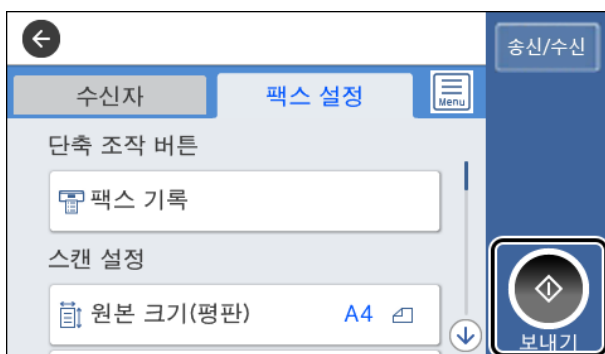 송신/수신
수신자
팩스 설정
Menu
단축 조작 버튼
팩스 기록
스캔 설정
원본 크기(평판) A4
보내기